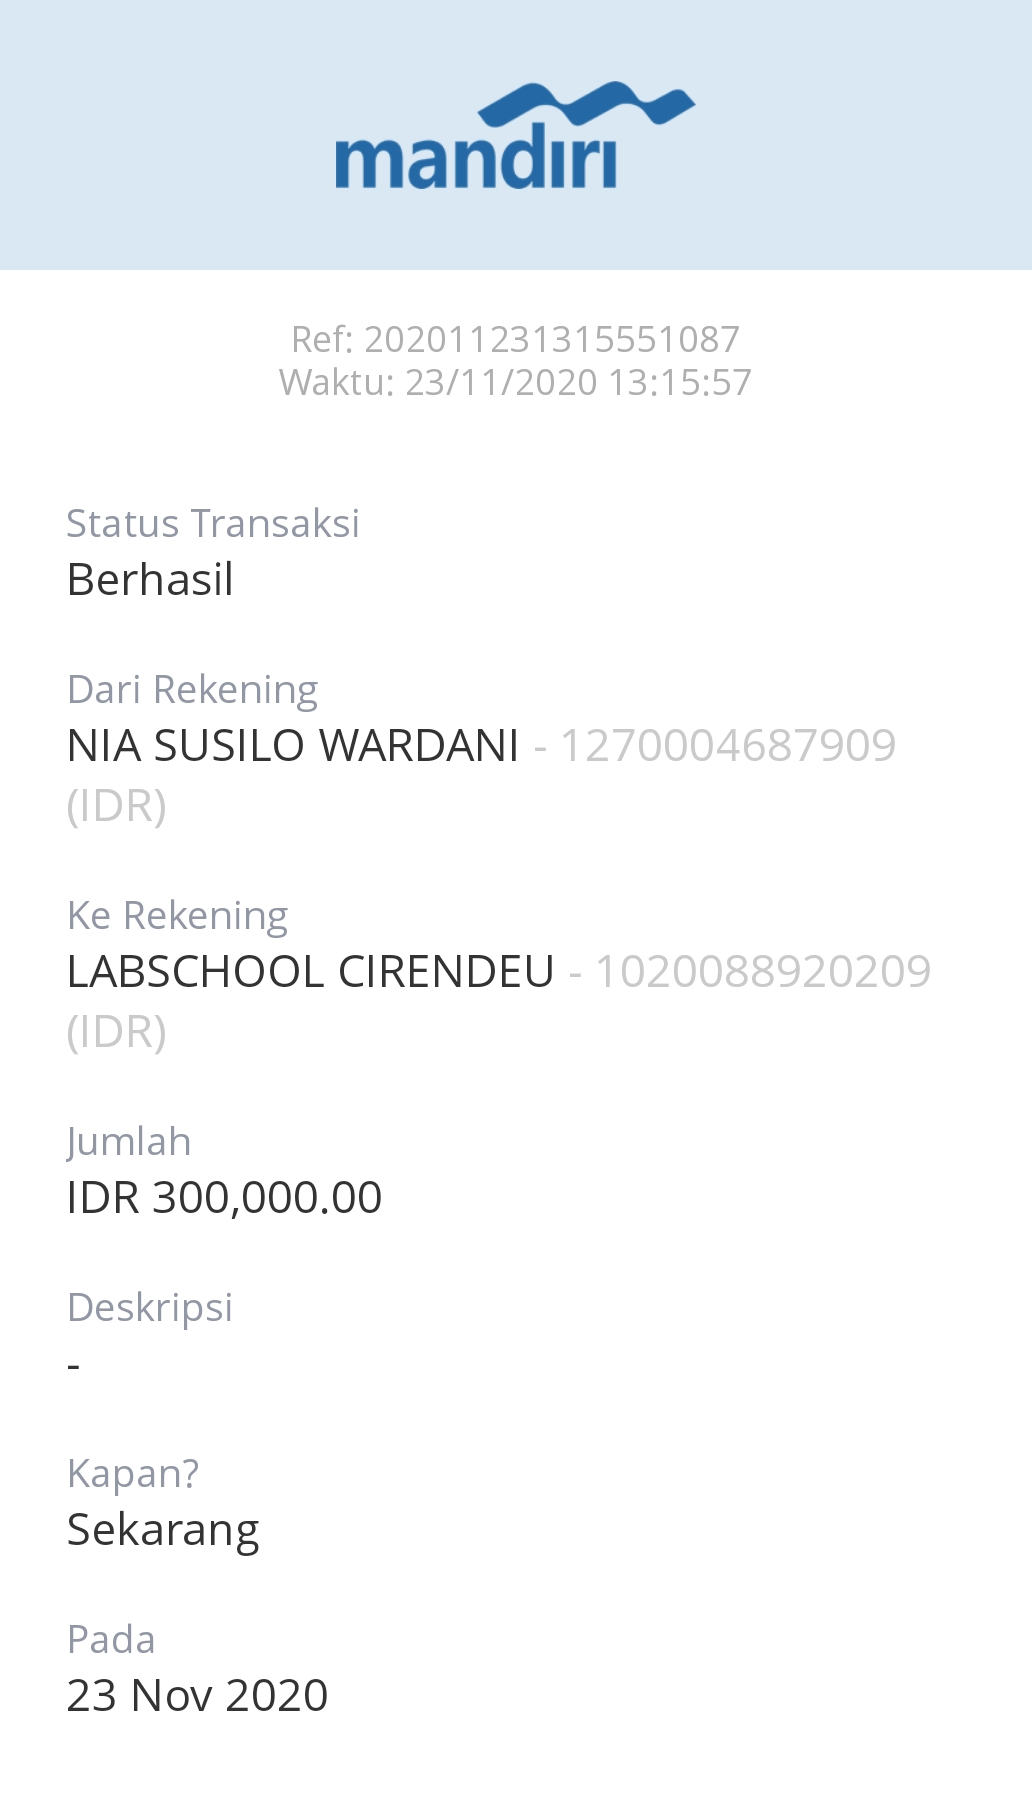 mandiri
Ref: 202011231315551087
Waktu: 23/11/2020 13:15:57
Status Transaksi
Berhasil
Dari Rekening
NIA SUSILO WARDANI - 1270004687909
(IDR)
Ke Rekening
LABSCHOOL CIRENDEU - 1020088920209
(IDR)
Jumlah
IDR 300,000.00
Deskripsi
-
Kapan?
Sekarang
Pada
23 Nov 2020